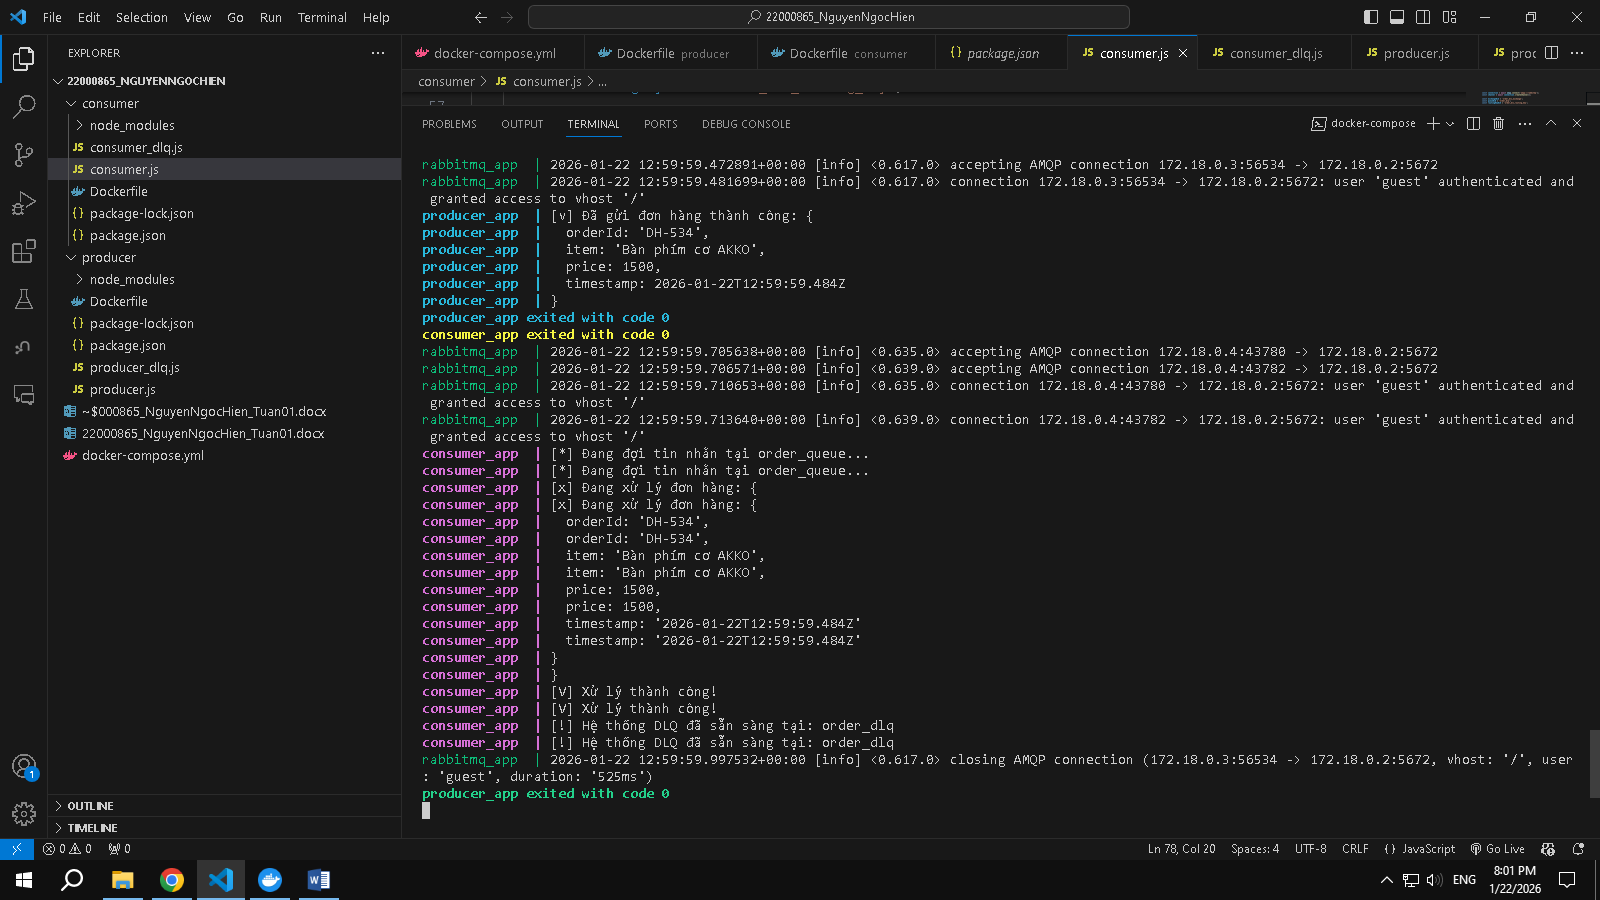 File Edit Selection View Go Run Terminal Help
22000865_NguyenNgocHien
EXPLORER
22000865_NGUYENNGOCHIEN
consumer
node_modules
JS consumer_dlq.js
JS consumer.js
Dockerfile
{} package-lock.json
{} package.json
producer
node_modules
Dockerfile
{} package-lock.json
{} package.json
JS producer_dlq.js
JS producer.js
~$000865_NguyenNgocHien_Tuan01.docx
22000865_NguyenNgocHien_Tuan01.docx
docker-compose.yml
OUTLINE
TIMELINE
1
docker-compose.yml
Dockerfile producer
Dockerfile consumer
{} package.json
JS consumer.js
JS consumer_dlq.js
JS producer.js
JS proc
consumer > JS consumer.js > ...
57
PROBLEMS OUTPUT TERMINAL PORTS DEBUG CONSOLE
docker-compose
rabbitmq_app | 2026-01-22 12:59:59.472891+00:00 [info] <0.617.0> accepting AMQP connection 172.18.0.3:56534 -> 172.18.0.2:5672
rabbitmq_app | 2026-01-22 12:59:59.481699+00:00 [info] <0.617.0> connection 172.18.0.3:56534 -> 172.18.0.2:5672: user 'guest' authenticated and
granted access to vhost '/'
producer_app | [v] Đã gửi đơn hàng thành công: {
producer_app | orderId: 'DH-534',
producer_app | item: 'Bàn phím cơ AKKO',
producer_app | price: 1500,
producer_app | timestamp: 2026-01-22T12:59:59.484Z
producer_app | }
producer_app exited with code 0
consumer_app exited with code 0
rabbitmq_app | 2026-01-22 12:59:59.705638+00:00 [info] <0.635.0> accepting AMQP connection 172.18.0.4:43780 -> 172.18.0.2:5672
rabbitmq_app | 2026-01-22 12:59:59.706571+00:00 [info] <0.639.0> accepting AMQP connection 172.18.0.4:43782 -> 172.18.0.2:5672
rabbitmq_app | 2026-01-22 12:59:59.710653+00:00 [info] <0.635.0> connection 172.18.0.4:43780 -> 172.18.0.2:5672: user 'guest' authenticated and
granted access to vhost '/'
rabbitmq_app | 2026-01-22 12:59:59.713640+00:00 [info] <0.639.0> connection 172.18.0.4:43782 -> 172.18.0.2:5672: user 'guest' authenticated and
granted access to vhost '/'
consumer_app | [*] Đang đợi tin nhắn tại order_queue...
consumer_app | [*] Đang đợi tin nhắn tại order_queue...
consumer_app | [x] Đang xử lý đơn hàng: {
consumer_app | [x] Đang xử lý đơn hàng: {
consumer_app | orderId: 'DH-534',
consumer_app | orderId: 'DH-534',
consumer_app | item: 'Bàn phím cơ AKKO',
consumer_app | item: 'Bàn phím cơ AKKO',
consumer_app | price: 1500,
consumer_app | price: 1500,
consumer_app | timestamp: '2026-01-22T12:59:59.484Z'
consumer_app | timestamp: '2026-01-22T12:59:59.484Z'
consumer_app | }
consumer_app | }
consumer_app | [V] Xử lý thành công!
consumer_app | [V] Xử lý thành công!
consumer_app | [!] Hệ thống DLQ đã sẵn sàng tại: order_dlq
consumer_app | [!] Hệ thống DLQ đã sẵn sàng tại: order_dlq
rabbitmq_app | 2026-01-22 12:59:59.997532+00:00 [info] <0.617.0> closing AMQP connection (172.18.0.3:56534 -> 172.18.0.2:5672, vhost: '/', user
: 'guest', duration: '525ms')
producer_app exited with code 0
0 0 0
Ln 78, Col 20 Spaces: 4 UTF-8 CRLF {} JavaScript Go Live
ENG
8:01 PM
1/22/2026